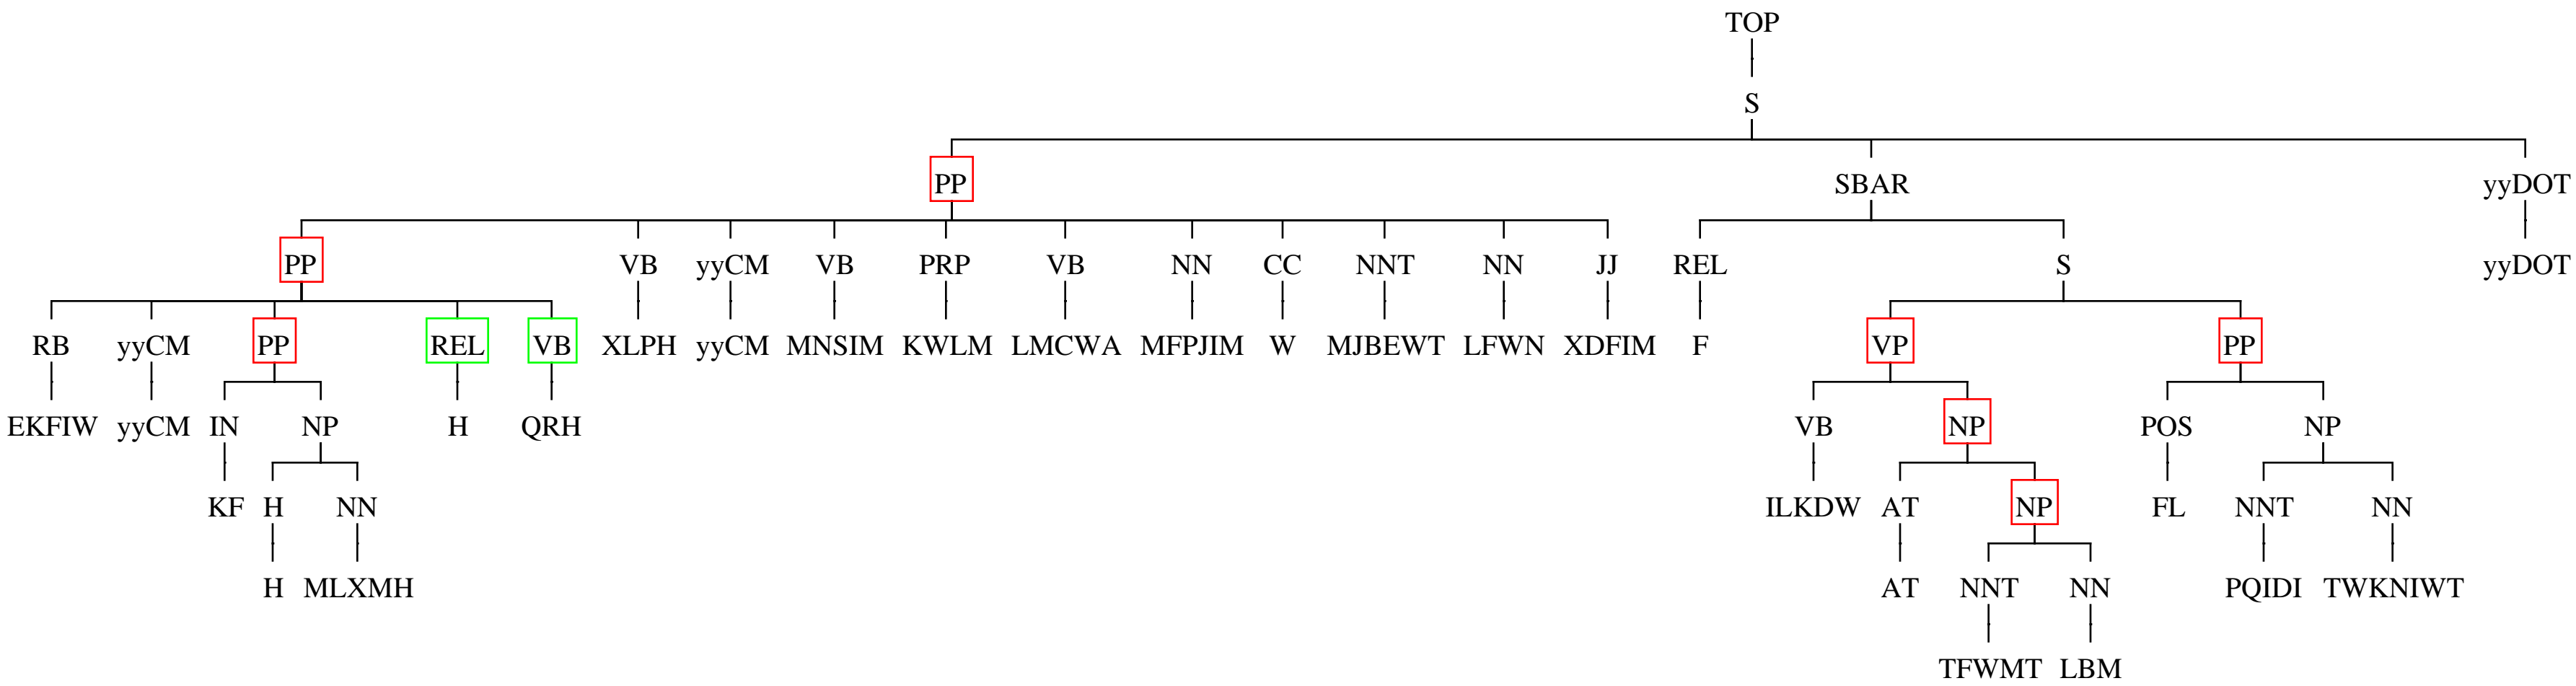 TOP
S
PP SBAR yyDOT
PP VB yyCM VB PRP VB NN CC NNT NN JJ REL S yyDOT
RB yyCM PP REL VB XLPH yyCM MNSIM KWLM LMCWA MFPJIM W MJBEWT LFWN XDFIM F VP PP
EKFIW yyCM IN NP H QRH VB NP POS NP
KF H NN ILKDW AT NP FL NNT NN
H MLXMH AT NNT NN PQIDI TWKNIWT
TFWMT LBM